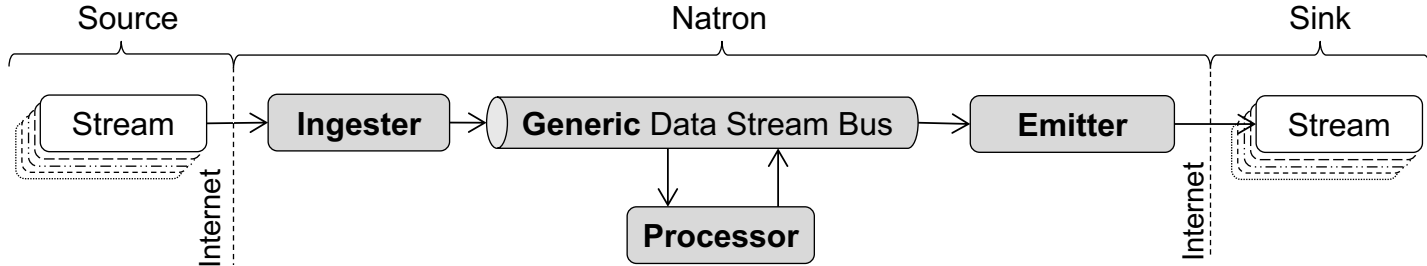 Source
Natron
Sink
Stream
Ingester
Generic Data Stream Bus
Emitter
Stream
Internet
Processor
Internet